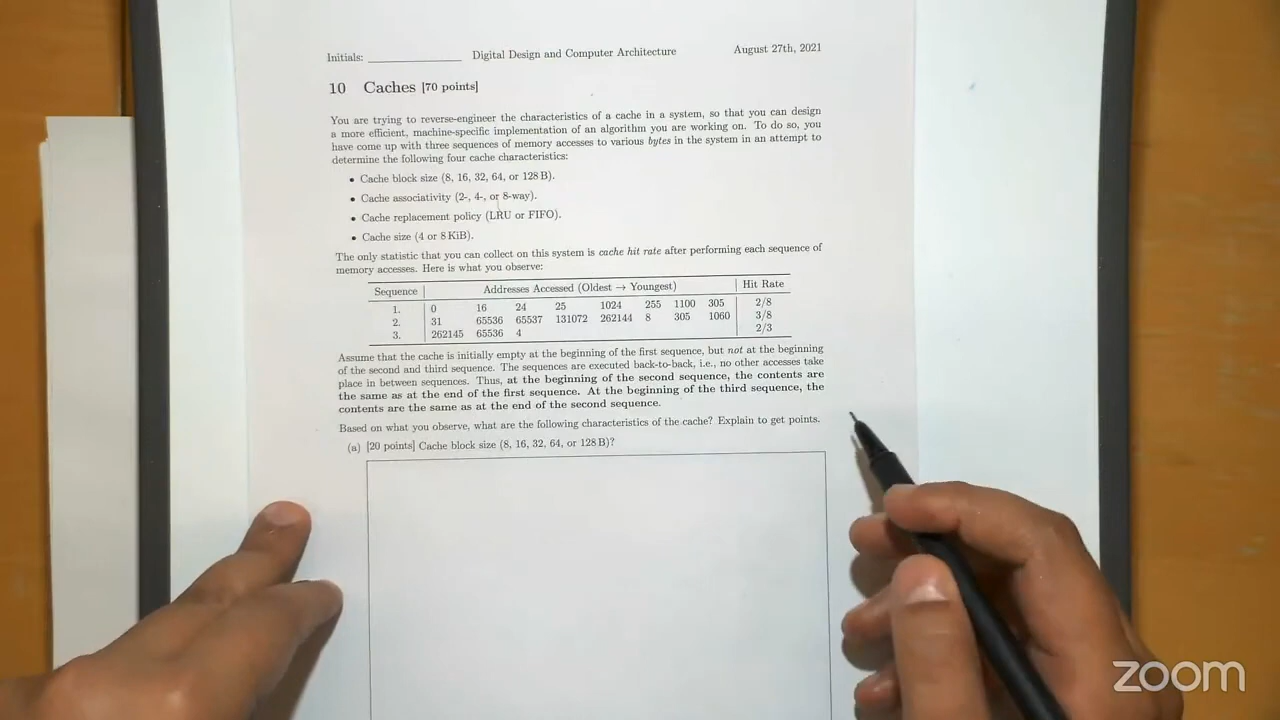 Initials: Digital Design and Computer Architecture August 27th, 2021
10 Caches [70 points]
You are trying to reverse-engineer the characteristics of a cache in a system, so that you can design
a more efficient, machine-specific implementation of an algorithm you are working on. To do so, you
have come up with three sequences of memory accesses to various bytes in the system in an attempt to
determine the following four cache characteristics:
• Cache block size (8, 16, 32, 64, or 128 B).
• Cache associativity (2-, 4-, or 8-way).
• Cache replacement policy (LRU or FIFO).
• Cache size (4 or 8 KiB).
The only statistic that you can collect on this system is cache hit rate after performing each sequence of
memory accesses. Here is what you observe:
Sequence Addresses Accessed (Oldest → Youngest) Hit Rate
1. 0 16 24 25 1024 255 1100 305 2/8
2. 31 65536 65537 131072 262144 8 305 1060 3/8
3. 262145 65536 4 2/3
Assume that the cache is initially empty at the beginning of the first sequence, but not at the beginning
of the second and third sequence. The sequences are executed back-to-back, i.e., no other accesses take
place in between sequences. Thus, at the beginning of the second sequence, the contents are
the same as at the end of the first sequence. At the beginning of the third sequence, the
contents are the same as at the end of the second sequence.
Based on what you observe, what are the following characteristics of the cache? Explain to get points.
(a) [20 points] Cache block size (8, 16, 32, 64, or 128 B)?
zoom